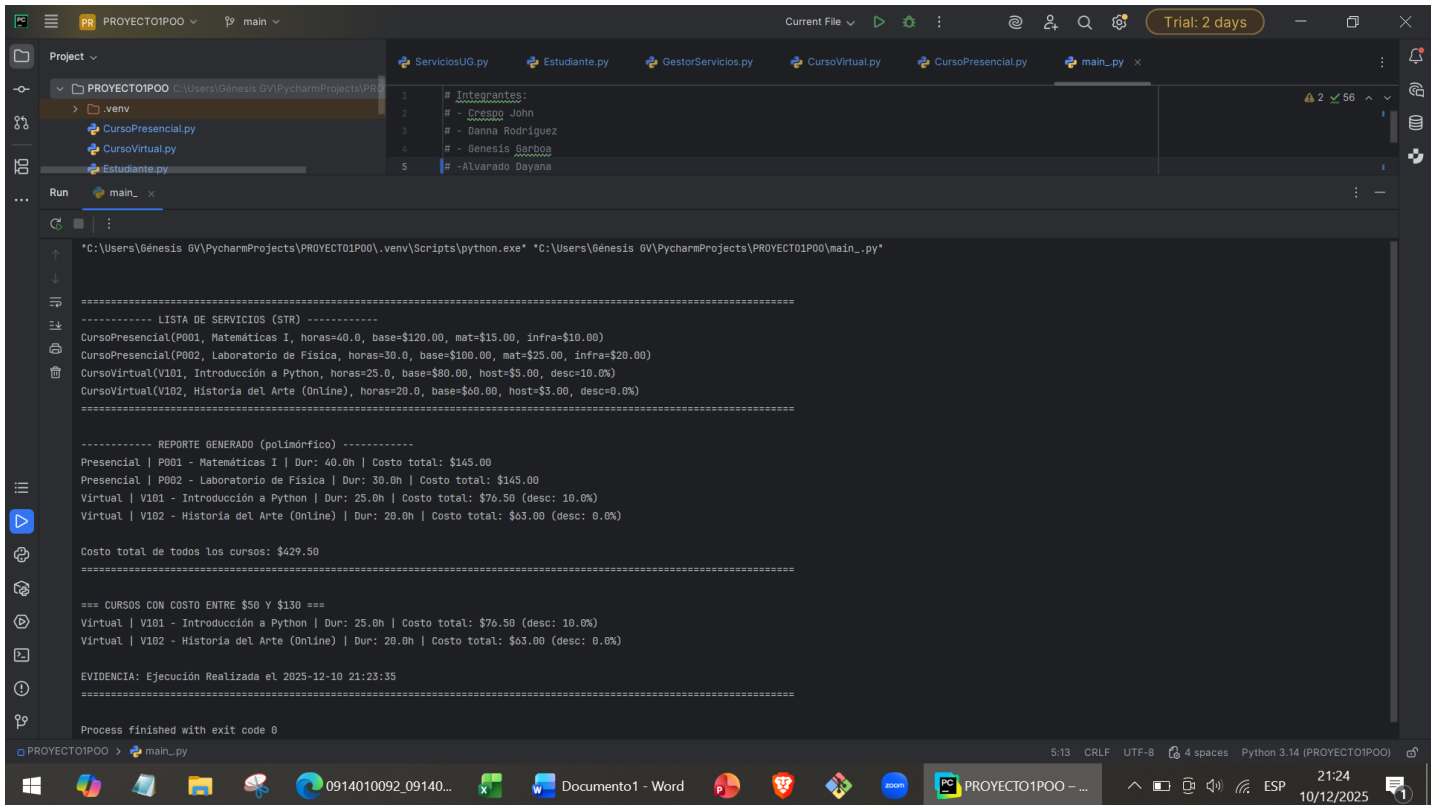 PC
PR PROYECTO1POO
main
Current File
Trial: 2 days
Project
ServiciosUG.py
Estudiante.py
GestorServicios.py
CursoVirtual.py
CursoPresencial.py
main_.py
PROYECTO1POO C:\Users\Génesis GV\PycharmProjects\PRO
.venv
CursoPresencial.py
CursoVirtual.py
Estudiante.py
1 # Integrantes:
2 # - Crespo John
3 # - Danna Rodriguez
4 # - Genesis Garboa
5 # -Alvarado Dayana
2 56
Run main_
"C:\Users\Génesis GV\PycharmProjects\PROYECTO1POO\.venv\Scripts\python.exe" "C:\Users\Génesis GV\PycharmProjects\PROYECTO1POO\main_.py"
========================================================================================================================
------------ LISTA DE SERVICIOS (STR) ------------
CursoPresencial(P001, Matemáticas I, horas=40.0, base=$120.00, mat=$15.00, infra=$10.00)
CursoPresencial(P002, Laboratorio de Física, horas=30.0, base=$100.00, mat=$25.00, infra=$20.00)
CursoVirtual(V101, Introducción a Python, horas=25.0, base=$80.00, host=$5.00, desc=10.0%)
CursoVirtual(V102, Historia del Arte (Online), horas=20.0, base=$60.00, host=$3.00, desc=0.0%)
========================================================================================================================
------------ REPORTE GENERADO (polimórfico) ------------
Presencial | P001 - Matemáticas I | Dur: 40.0h | Costo total: $145.00
Presencial | P002 - Laboratorio de Física | Dur: 30.0h | Costo total: $145.00
Virtual | V101 - Introducción a Python | Dur: 25.0h | Costo total: $76.50 (desc: 10.0%)
Virtual | V102 - Historia del Arte (Online) | Dur: 20.0h | Costo total: $63.00 (desc: 0.0%)
Costo total de todos los cursos: $429.50
========================================================================================================================
=== CURSOS CON COSTO ENTRE $50 Y $130 ===
Virtual | V101 - Introducción a Python | Dur: 25.0h | Costo total: $76.50 (desc: 10.0%)
Virtual | V102 - Historia del Arte (Online) | Dur: 20.0h | Costo total: $63.00 (desc: 0.0%)
EVIDENCIA: Ejecución Realizada el 2025-12-10 21:23:35
========================================================================================================================
Process finished with exit code 0
PROYECTO1POO > main_.py
5:13 CRLF UTF-8 4 spaces Python 3.14 (PROYECTO1POO)
0914010092_09140...
Documento1 - Word
zoom
PROYECTO1POO – ...
ESP
21:24
10/12/2025
1